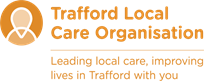 Trafford Local
Care Organisation
Leading local care, improving
lives in Trafford with you